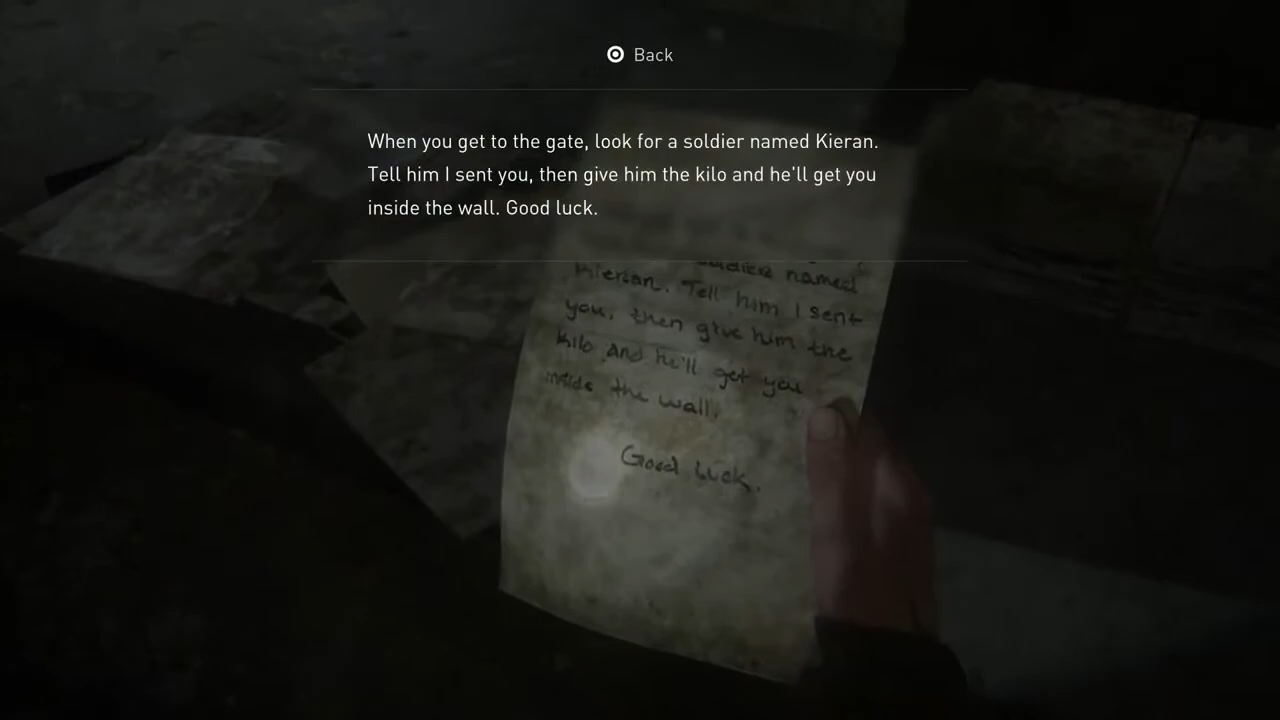 Back
When you get to the gate, look for a soldier named Kieran.
Tell him I sent you, then give him the kilo and he'll get you
inside the wall. Good luck.
soldier named
Kieran. Tell him I sent
you, then give him the
kilo and he'll get you
inside the wall.
Good luck.